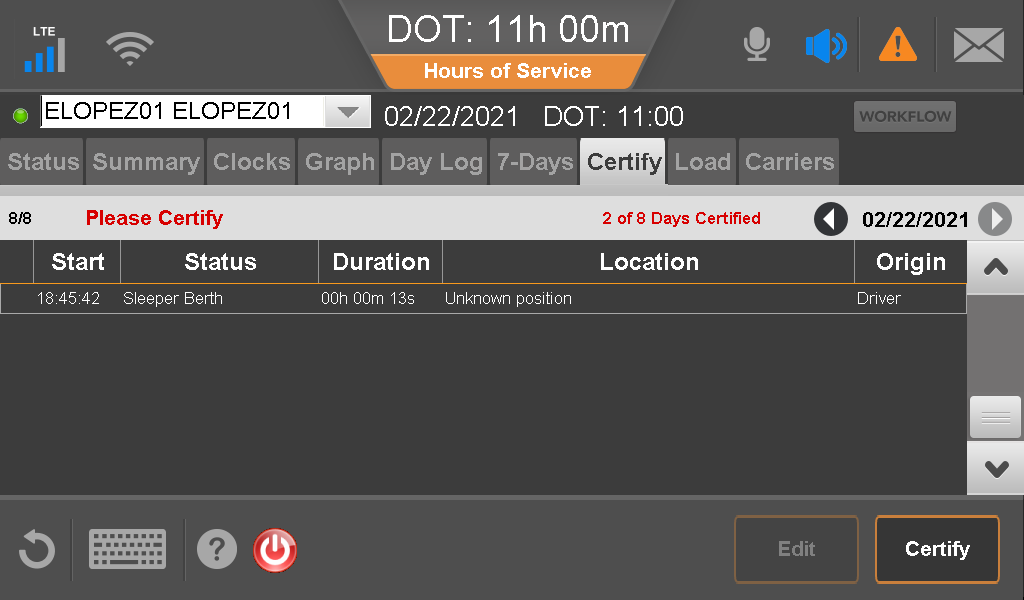 LTE
DOT: 11h 00m
Hours of Service
ELOPEZ01 ELOPEZ01 02/22/2021 DOT: 11:00 WORKFLOW
Status Summary Clocks Graph Day Log 7-Days Certify Load Carriers
8/8 Please Certify 2 of 8 Days Certified 02/22/2021
Start Status Duration Location Origin
18:45:42 Sleeper Berth 00h 00m 13s Unknown position Driver
? Edit Certify